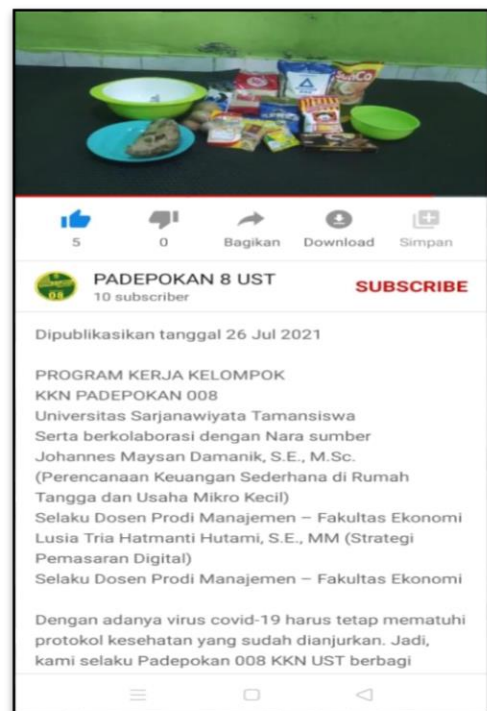 SunCo
5
0
Bagikan
Download
Simpan
08
PADEPOKAN 8 UST
10 subscriber
SUBSCRIBE
Dipublikasikan tanggal 26 Jul 2021
PROGRAM KERJA KELOMPOK
KKN PADEPOKAN 008
Universitas Sarjanawiyata Tamansiswa
Serta berkolaborasi dengan Nara sumber
Johannes Maysan Damanik, S.E., M.Sc.
(Perencanaan Keuangan Sederhana di Rumah
Tangga dan Usaha Mikro Kecil)
Selaku Dosen Prodi Manajemen – Fakultas Ekonomi
Lusia Tria Hatmanti Hutami, S.E., MM (Strategi
Pemasaran Digital)
Selaku Dosen Prodi Manajemen – Fakultas Ekonomi
Dengan adanya virus covid-19 harus tetap mematuhi
protokol kesehatan yang sudah dianjurkan. Jadi,
kami selaku Padepokan 008 KKN UST berbagi